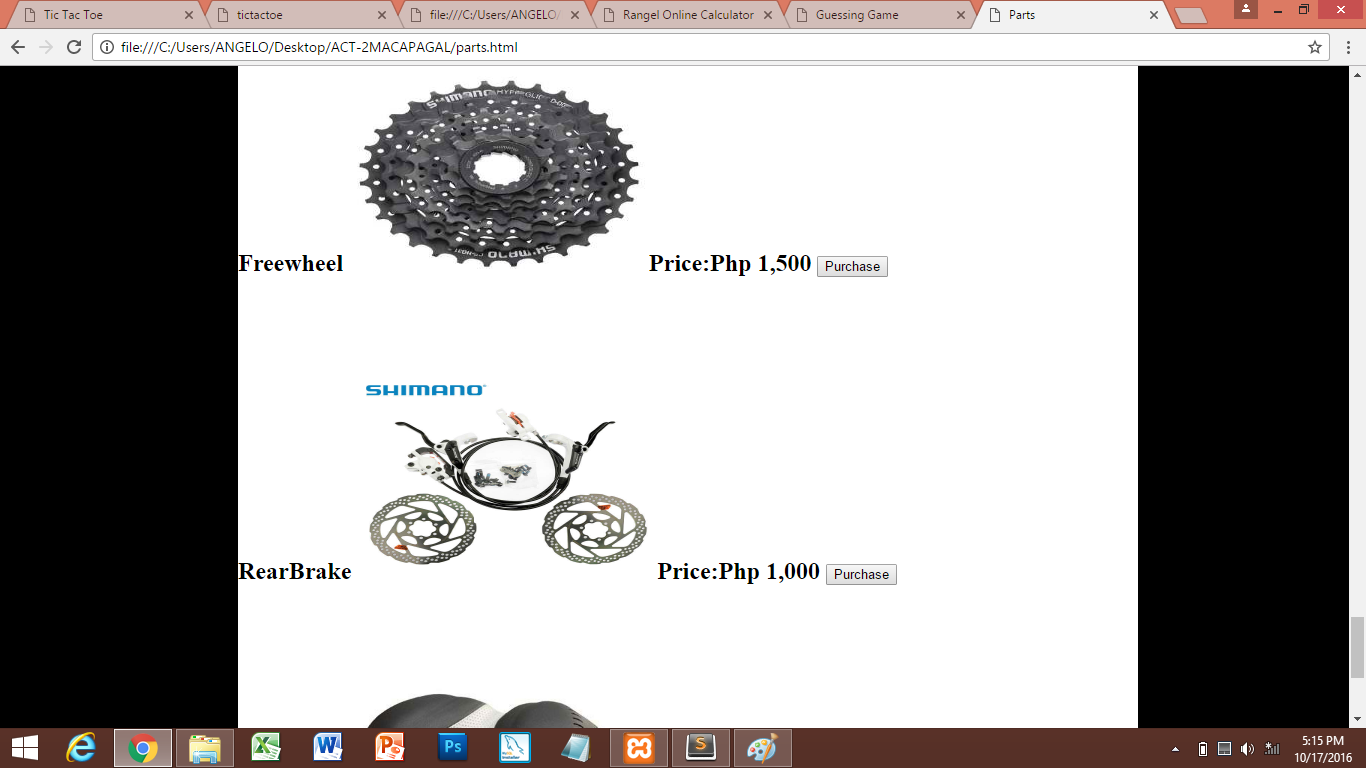 Tic Tac Toe
tictactoe
file:///C:/Users/ANGELO/
Rangel Online Calculator
Guessing Game
Parts
file:///C:/Users/ANGELO/Desktop/ACT-2MACAPAGAL/parts.html
SHIMANO
SHIMANO
Freewheel
Price:Php 1,500
Purchase
SHIMANO
RearBrake
Price:Php 1,000
Purchase
5:15 PM
10/17/2016